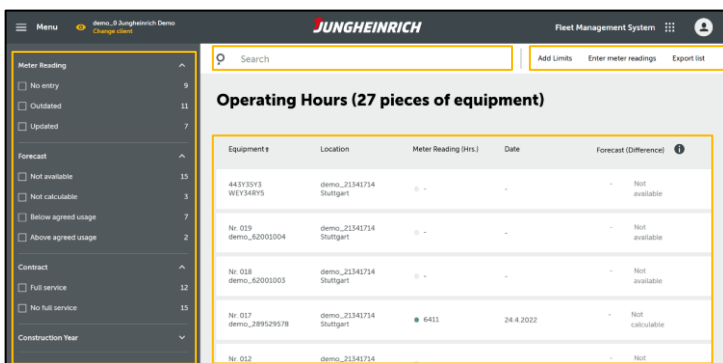 Menu
demo_0 Jungheinrich Demo
Change client
JUNGHEINRICH
Fleet Management System
Meter Reading
No entry 9
Outdated 11
Updated 7
Forecast
Not available 15
Not calculable 3
Below agreed usage 7
Above agreed usage 2
Contract
Full service 12
No full service 15
Construction Year
Search
Add Limits Enter meter readings Export list
Operating Hours (27 pieces of equipment)
Equipment Location Meter Reading (Hrs.) Date Forecast (Difference)
443Y35Y3 demo_21341714 - - - Not
WEY34RY5 Stuttgart available
Nr. 019 demo_21341714 - - - Not
demo_62001004 Stuttgart available
Nr. 018 demo_21341714 - - - Not
demo_62001003 Stuttgart available
Nr. 017 demo_21341714 6411 24.4.2022 - Not
demo_289529578 Stuttgart calculable
Nr. 012 demo_21341714 Not